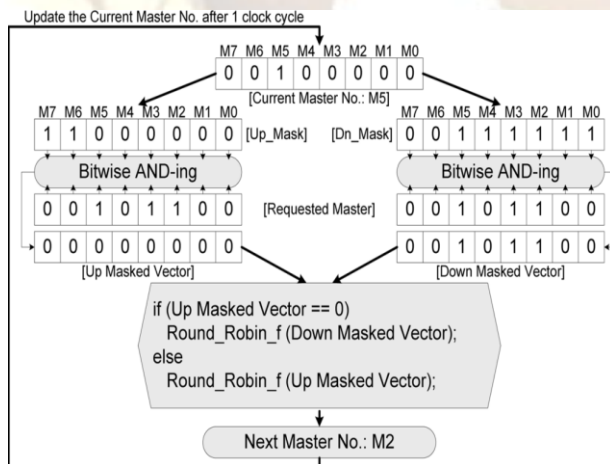 Update the Current Master No. after 1 clock cycle
M7 M6 M5 M4 M3 M2 M1 M0
0 0 1 0 0 0 0 0
[Current Master No.: M5]
M7 M6 M5 M4 M3 M2 M1 M0
1 1 0 0 0 0 0 0
[Up_Mask]
[Dn_Mask]
M7 M6 M5 M4 M3 M2 M1 M0
0 0 1 1 1 1 1 1
Bitwise AND-ing
Bitwise AND-ing
0 0 1 0 1 1 0 0
[Requested Master]
0 0 1 0 1 1 0 0
0 0 0 0 0 0 0 0
0 0 1 0 1 1 0 0
[Up Masked Vector]
[Down Masked Vector]
if (Up Masked Vector == 0)
Round_Robin_f (Down Masked Vector);
else
Round_Robin_f (Up Masked Vector);
Next Master No.: M2